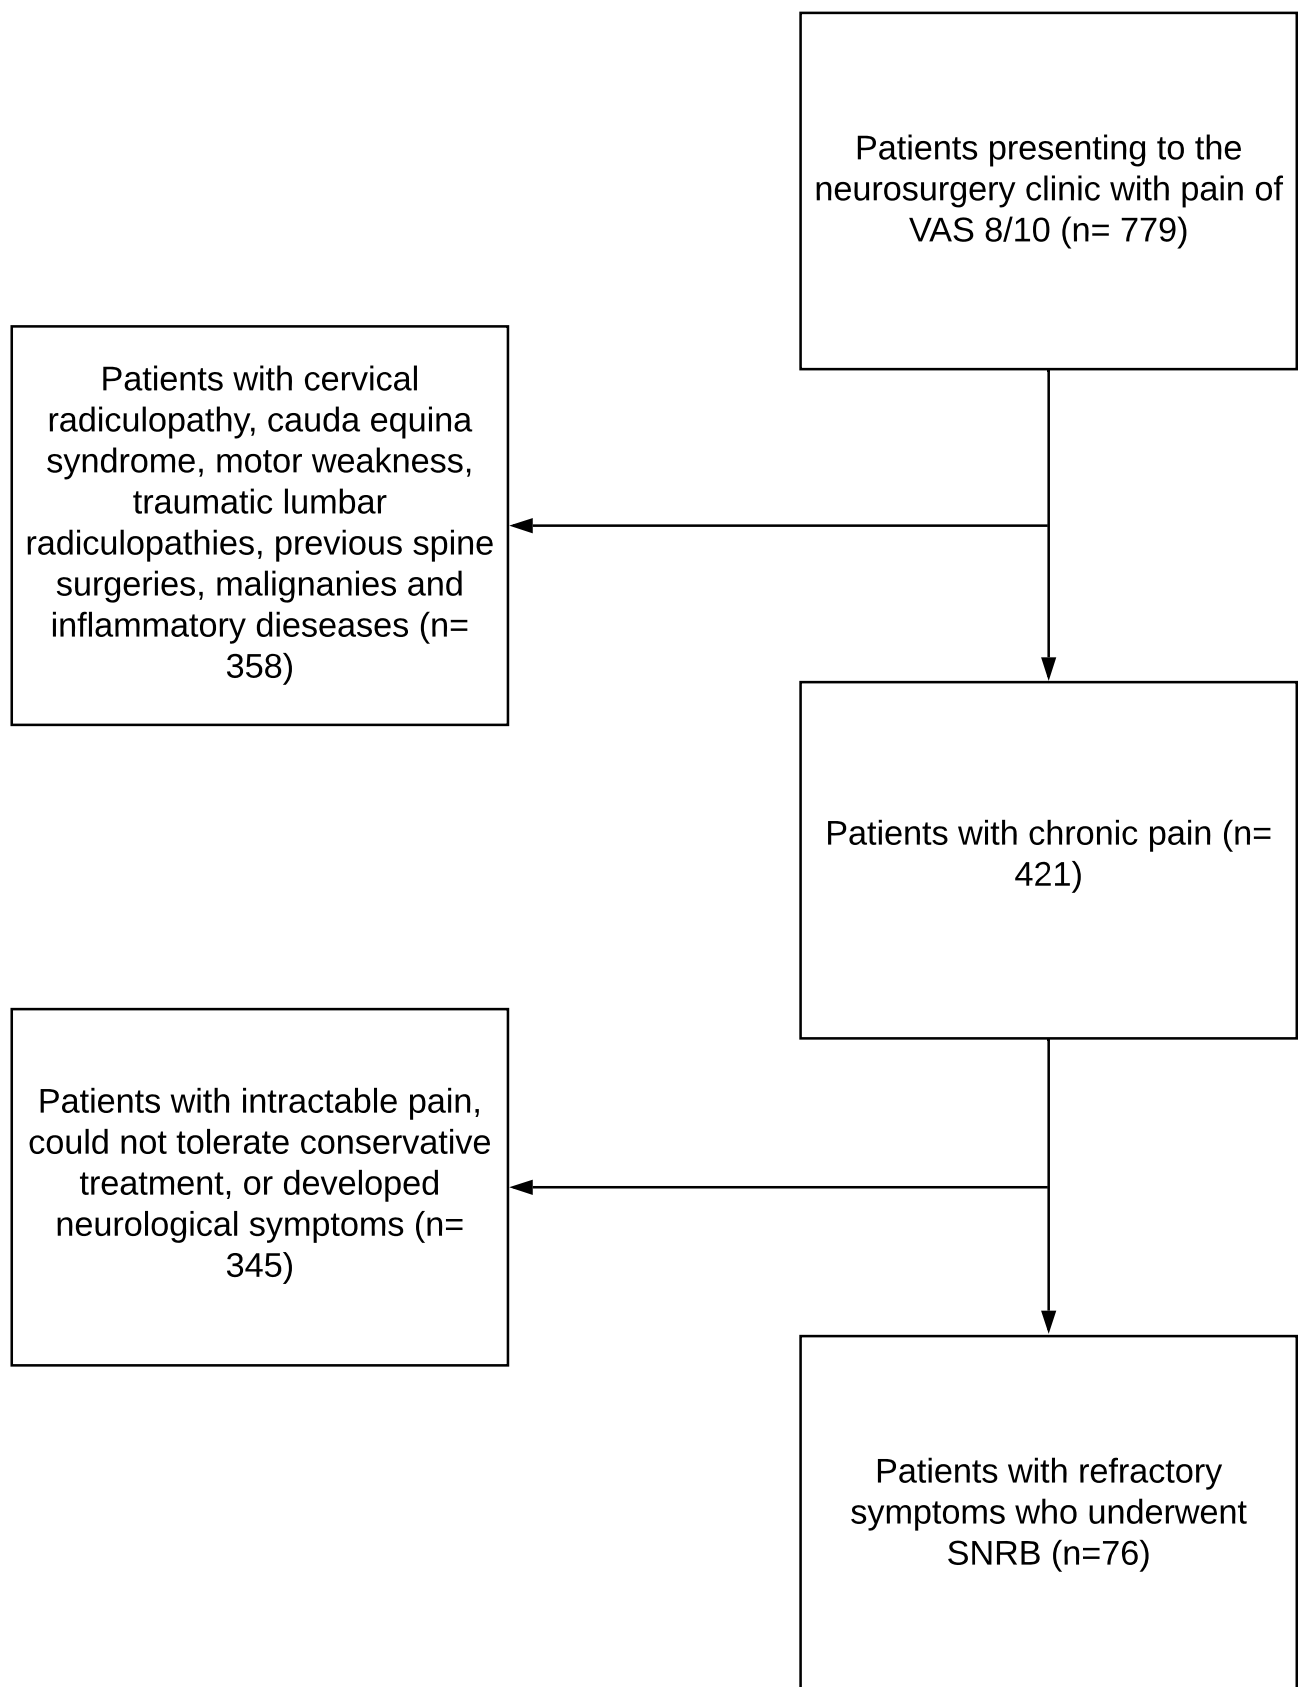 Patients presenting to the
neurosurgery clinic with pain of
VAS 8/10 (n= 779)
Patients with cervical
radiculopathy, cauda equina
syndrome, motor weakness,
traumatic lumbar
radiculopathies, previous spine
surgeries, malignanies and
inflammatory dieseases (n=
358)
Patients with chronic pain (n=
421)
Patients with intractable pain,
could not tolerate conservative
treatment, or developed
neurological symptoms (n=
345)
Patients with refractory
symptoms who underwent
SNRB (n=76)